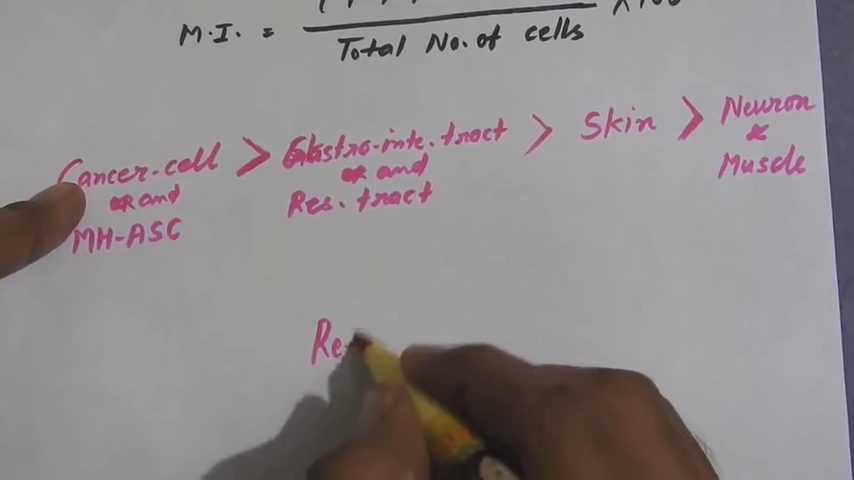 M.I. =
Total No. of cells
Cancer-cell > Gastro-inte. tract > Skin > Neuron
or and or and &
MH-ASC Res. tract Muscle
Re